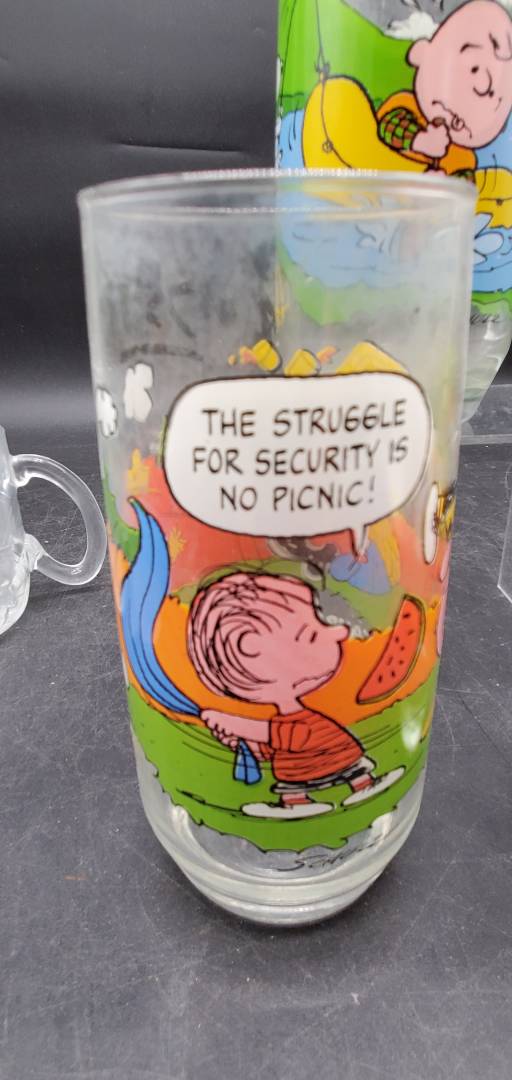 THE STRUGGLE
FOR SECURITY IS
NO PICNIC!